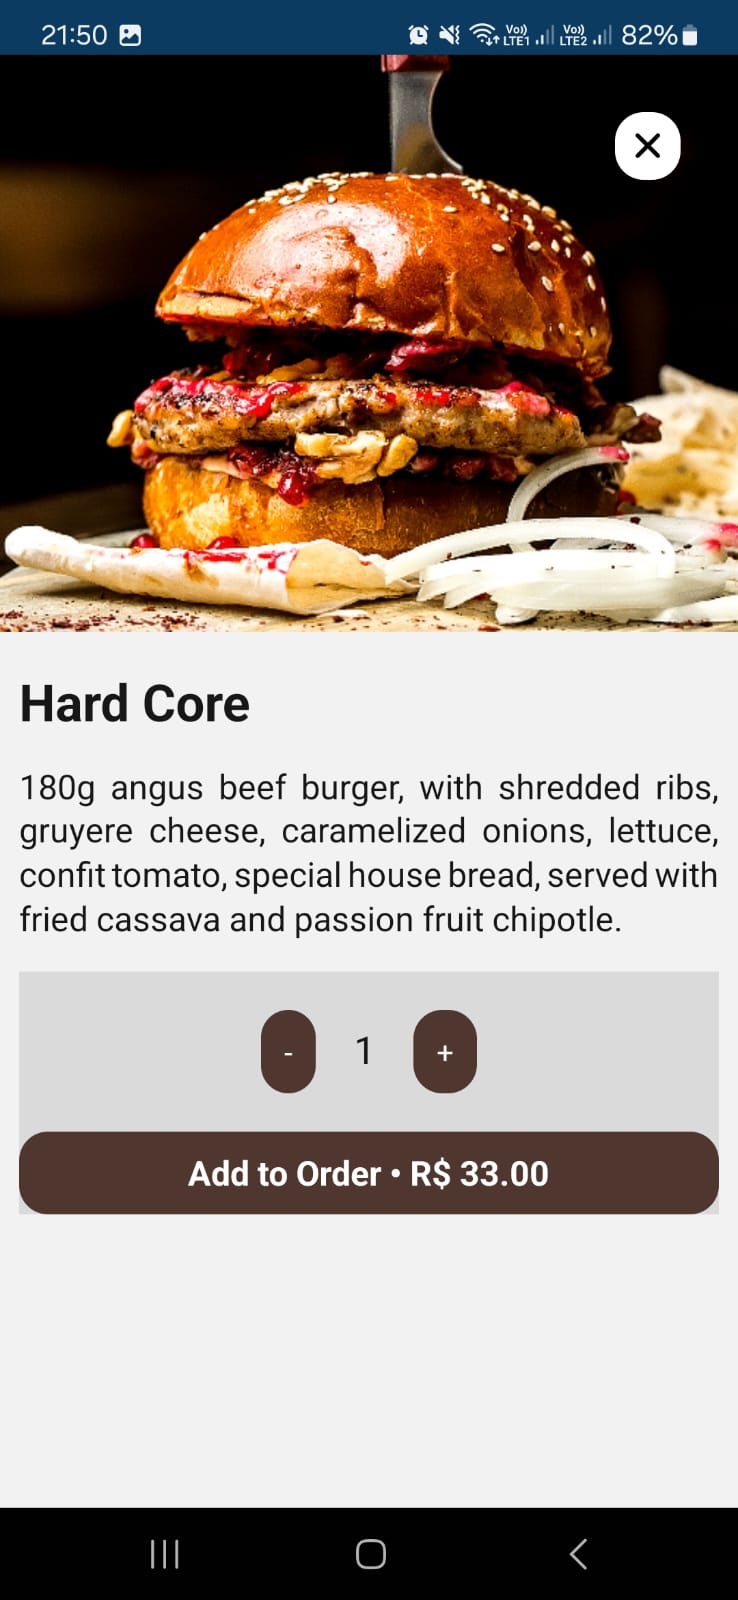 21:50
Vo)) LTE1 Vo)) LTE2 82%
Hard Core
180g angus beef burger, with shredded ribs,
gruyere cheese, caramelized onions, lettuce,
confit tomato, special house bread, served with
fried cassava and passion fruit chipotle.
- 1 +
Add to Order • R$ 33.00